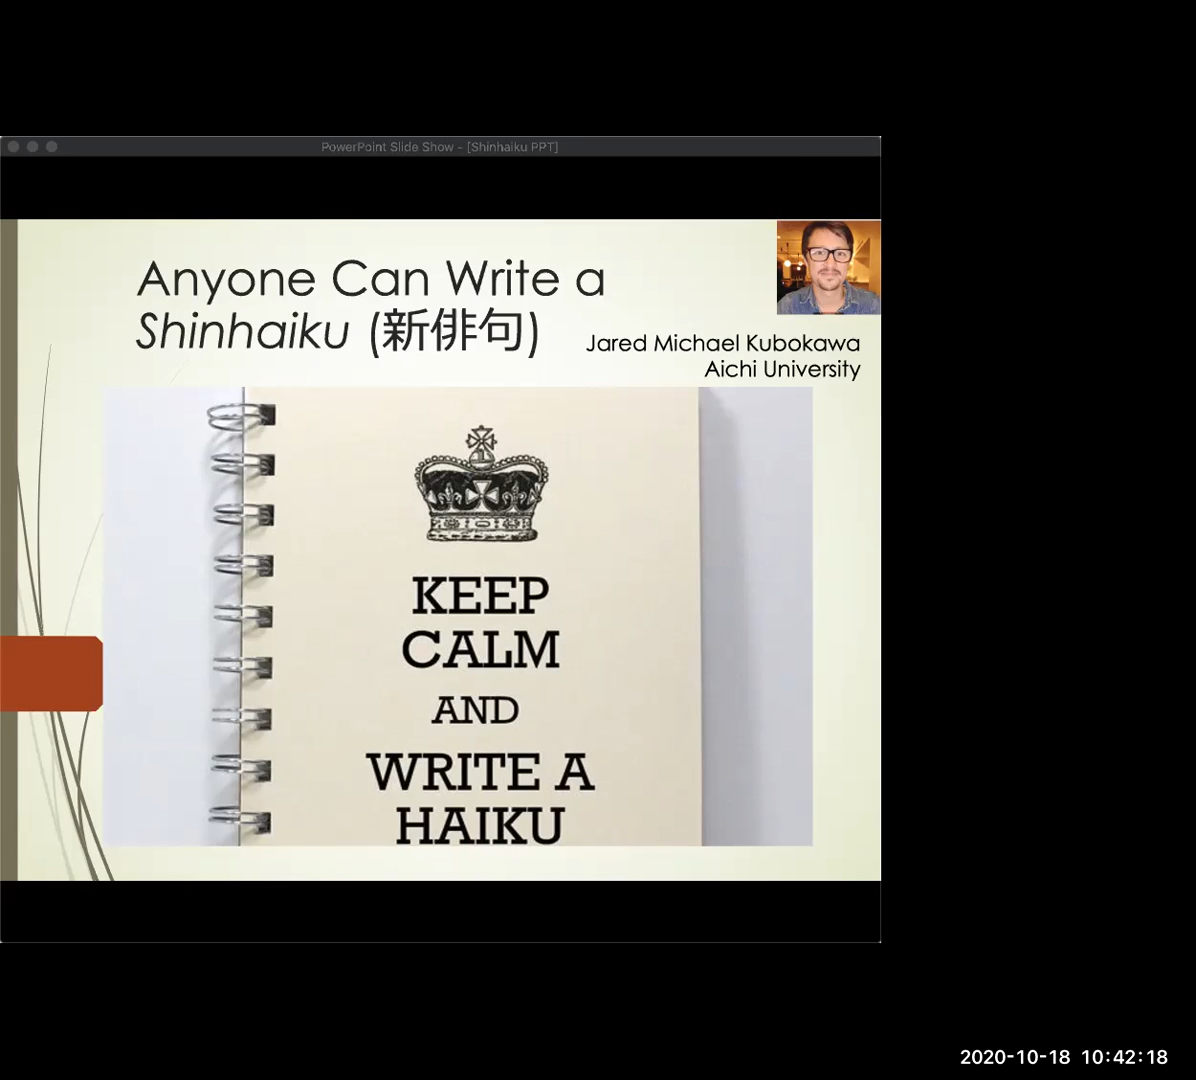 PowerPoint Slide Show - [Shinhaiku PPT]
Anyone Can Write a
Shinhaiku (新俳句)
Jared Michael Kubokawa
Aichi University
KEEP
CALM
AND
WRITE A
HAIKU
2020-10-18 10:42:18